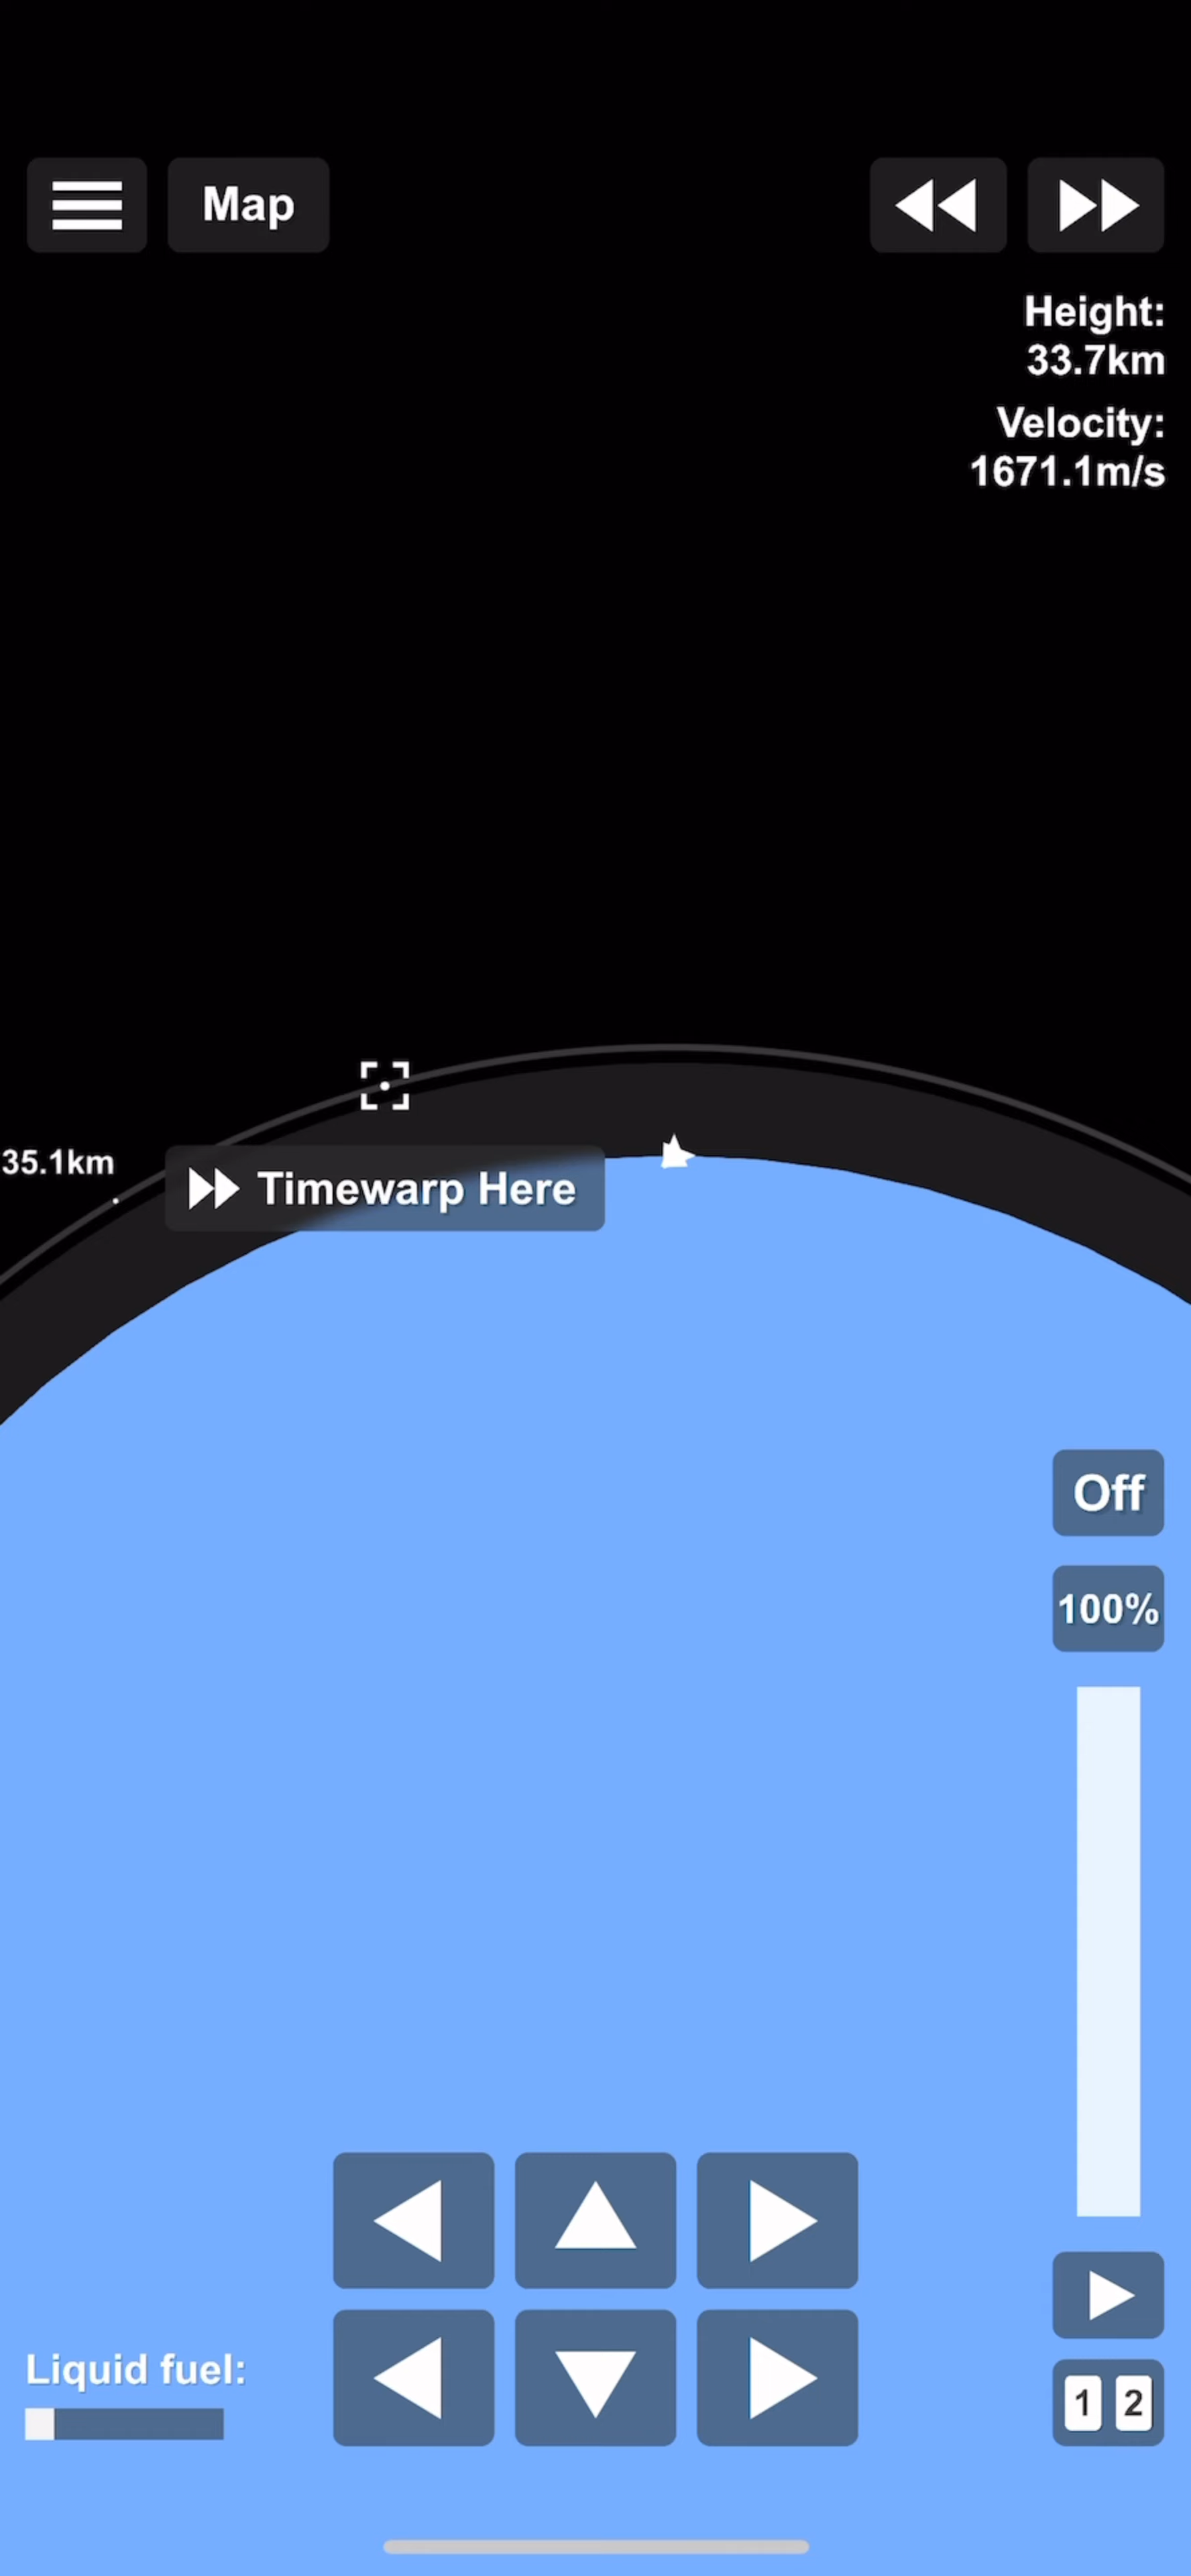 Map
Height:
33.7km
Velocity:
1671.1m/s
35.1km
Timewarp Here
Off
100%
Liquid fuel:
1 2